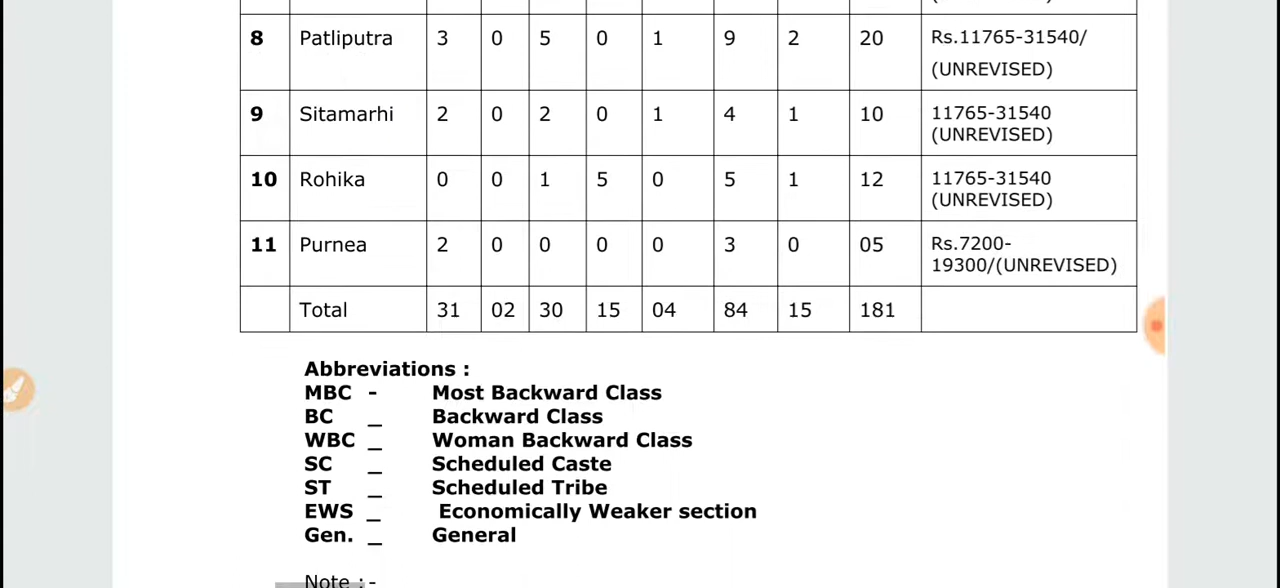 8 Patliputra 3 0 5 0 1 9 2 20 Rs.11765-31540/
(UNREVISED)
9 Sitamarhi 2 0 2 0 1 4 1 10 11765-31540
(UNREVISED)
10 Rohika 0 0 1 5 0 5 1 12 11765-31540
(UNREVISED)
11 Purnea 2 0 0 0 0 3 0 05 Rs.7200-
19300/(UNREVISED)
Total 31 02 30 15 04 84 15 181
Abbreviations :
MBC - Most Backward Class
BC _ Backward Class
WBC _ Woman Backward Class
SC _ Scheduled Caste
ST _ Scheduled Tribe
EWS _ Economically Weaker section
Gen. _ General
Note : -